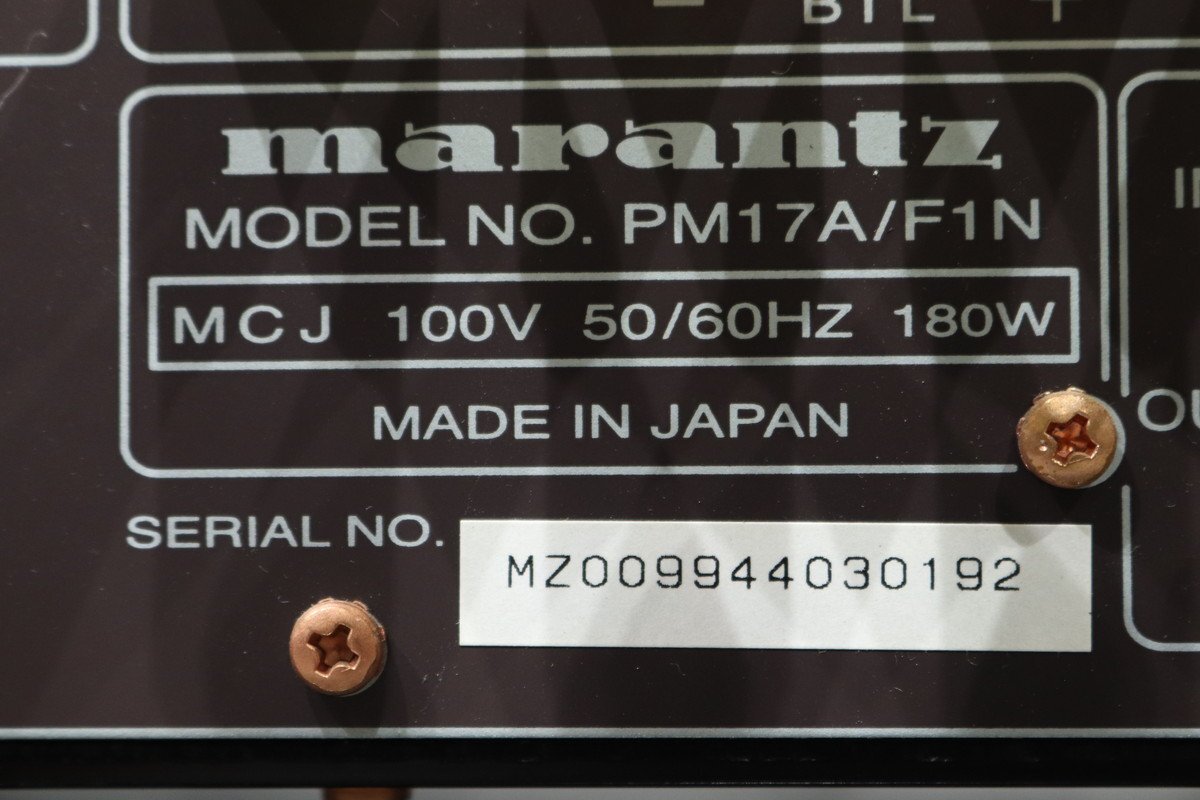 − BTL +
marantz
MODEL NO. PM17A/F1N
MCJ 100V 50/60HZ 180W
MADE IN JAPAN
SERIAL NO. MZ009944030192